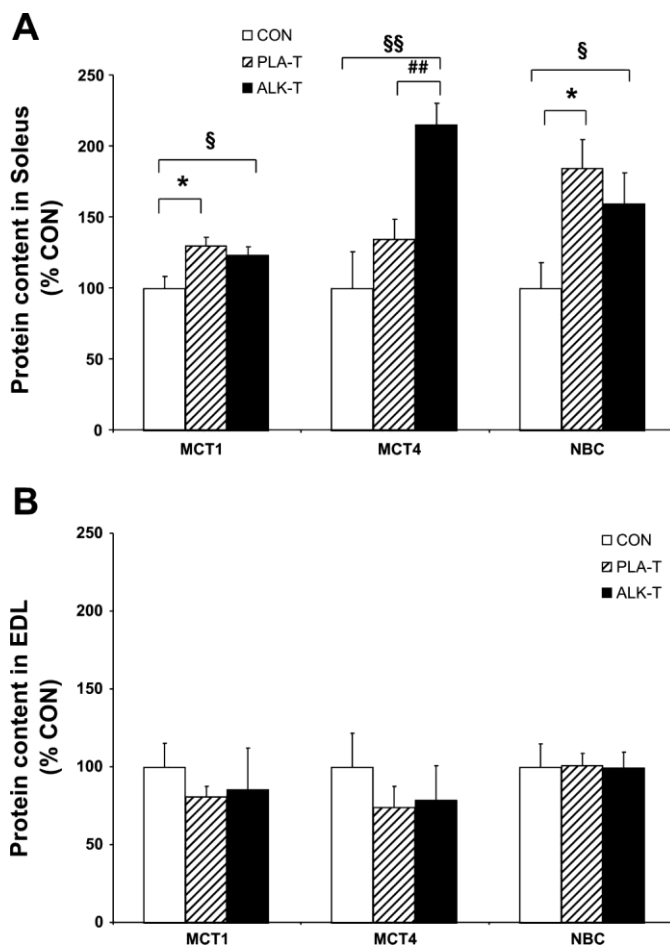 A
CON
PLA-T
ALK-T
§§
##
§
*
§
*
250
200
150
100
50
0
Protein content in Soleus
(% CON)
MCT1 MCT4 NBC
B
CON
PLA-T
ALK-T
250
200
150
100
50
0
Protein content in EDL
(% CON)
MCT1 MCT4 NBC